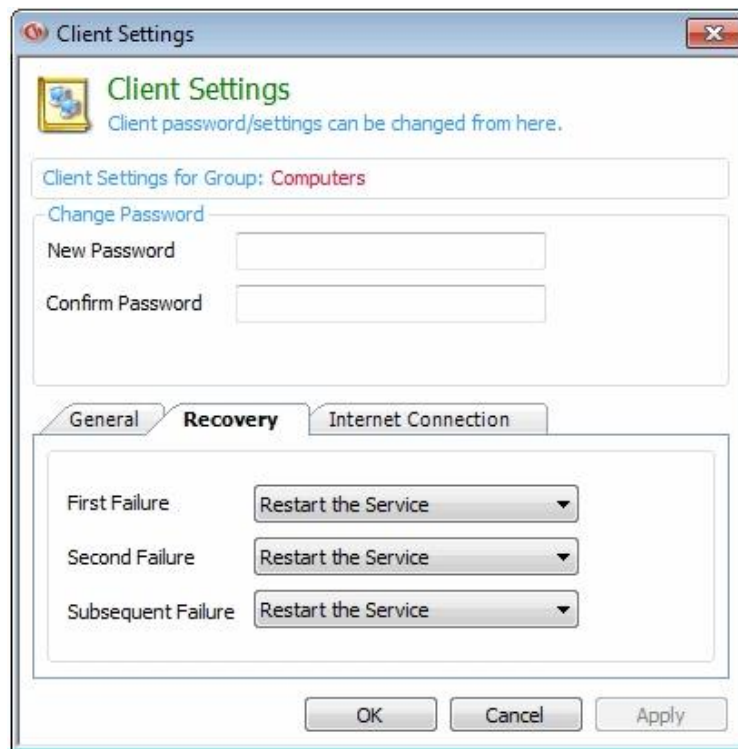 Client Settings
Client Settings
Client password/settings can be changed from here.
Client Settings for Group: Computers
Change Password
New Password
Confirm Password
General Recovery Internet Connection
First Failure Restart the Service
Second Failure Restart the Service
Subsequent Failure Restart the Service
OK Cancel Apply